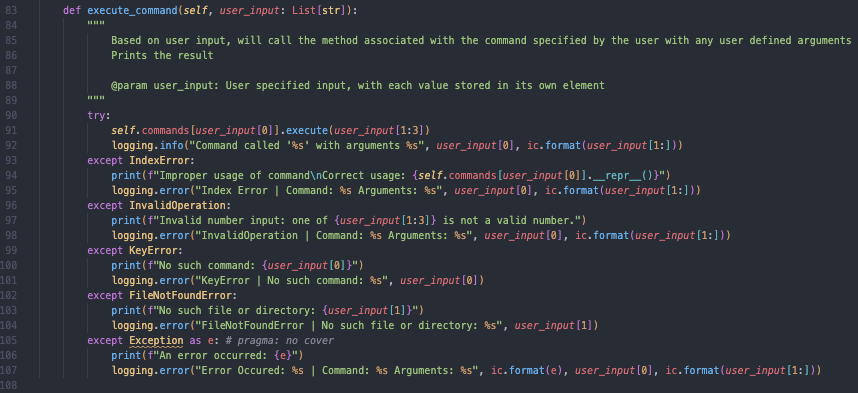 83 def execute_command(self, user_input: List[str]):
84 """
85 Based on user input, will call the method associated with the command specified by the user with any user defined arguments
86 Prints the result
87
88 @param user_input: User specified input, with each value stored in its own element
89 """
90 try:
91 self.commands[user_input[0]].execute(user_input[1:3])
92 logging.info("Command called '%s' with arguments %s", user_input[0], ic.format(user_input[1:]))
93 except IndexError:
94 print(f"Improper usage of command\nCorrect usage: {self.commands[user_input[0]].__repr__()}")
95 logging.error("Index Error | Command: %s Arguments: %s", user_input[0], ic.format(user_input[1:]))
96 except InvalidOperation:
97 print(f"Invalid number input: one of {user_input[1:3]} is not a valid number.")
98 logging.error("InvalidOperation | Command: %s Arguments: %s", user_input[0], ic.format(user_input[1:]))
99 except KeyError:
100 print(f"No such command: {user_input[0]}")
101 logging.error("KeyError | No such command: %s", user_input[0])
102 except FileNotFoundError:
103 print(f"No such file or directory: {user_input[1]}")
104 logging.error("FileNotFoundError | No such file or directory: %s", user_input[1])
105 except Exception as e: # pragma: no cover
106 print(f"An error occurred: {e}")
107 logging.error("Error Occured: %s | Command: %s Arguments: %s", ic.format(e), user_input[0], ic.format(user_input[1:]))
108